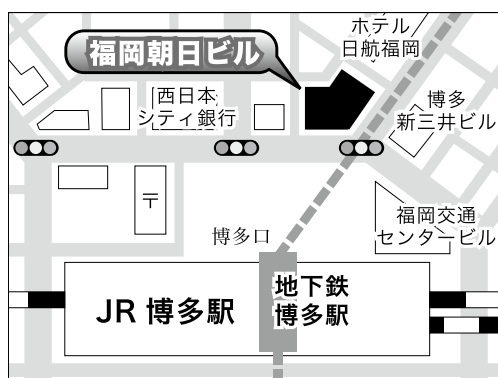 ホテル
日航福岡
福岡朝日ビル
西日本
シティ銀行
博多
新三井ビル
〒
福岡交通
センタービル
博多口
地下鉄
博多駅
JR 博多駅